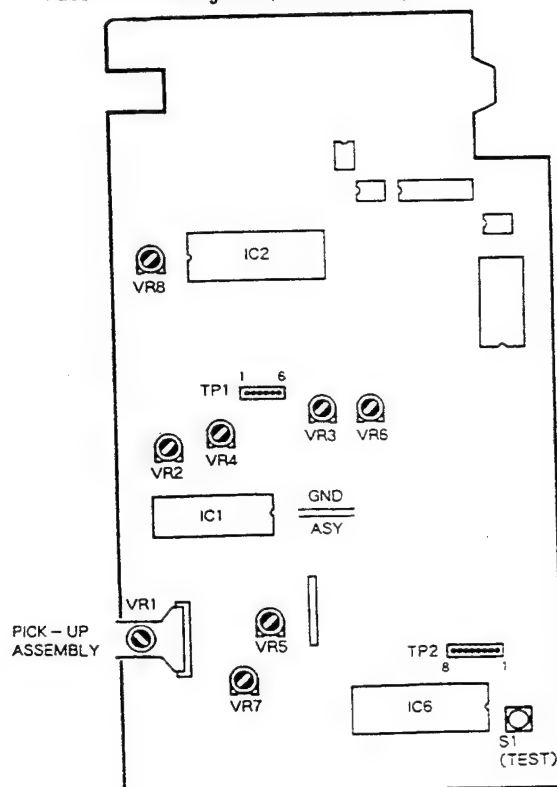 IC2
VR8
1 6
TP1
VR3 VR6
VR4
VR2
GND
IC1
ASY
VR1
PICK-UP
ASSEMBLY
VR5
TP2
8 1
VR7
IC6
S1
(TEST)